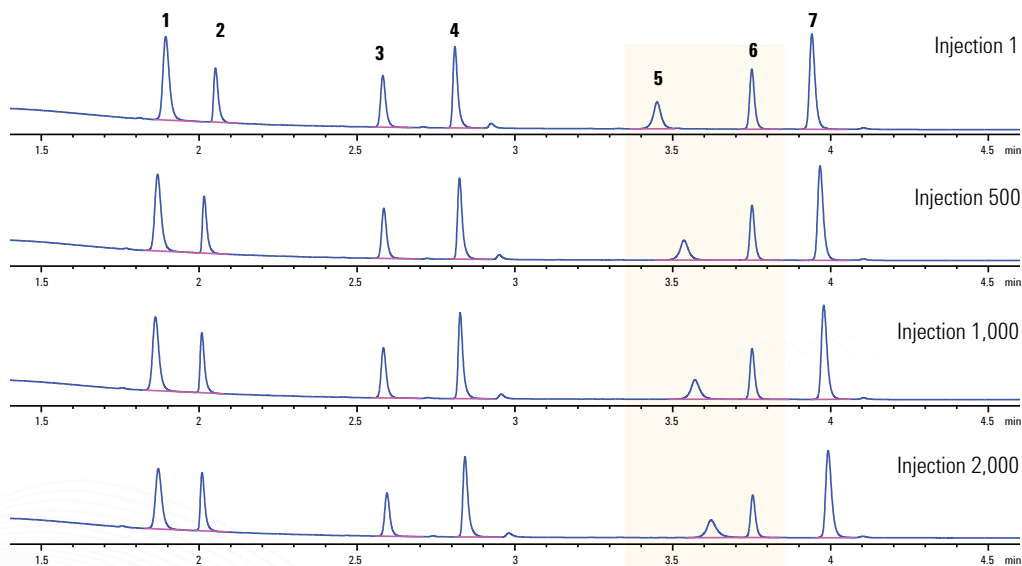 1
2
3
4
5
6
7
Injection 1
1.5 2 2.5 3 3.5 4 4.5 min
Injection 500
1.5 2 2.5 3 3.5 4 4.5 min
Injection 1,000
1.5 2 2.5 3 3.5 4 4.5 min
Injection 2,000
1.5 2 2.5 3 3.5 4 4.5 min